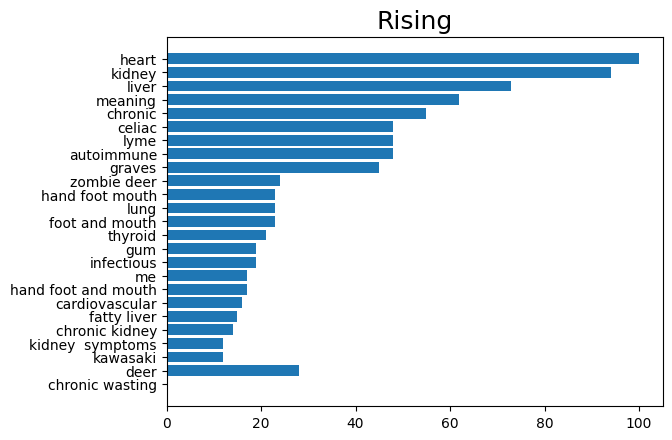 Rising
heart
kidney
liver
meaning
chronic
celiac
lyme
autoimmune
graves
zombie deer
hand foot mouth
lung
foot and mouth
thyroid
gum
infectious
me
hand foot and mouth
cardiovascular
fatty liver
chronic kidney
kidney  symptoms
kawasaki
deer
chronic wasting
0 20 40 60 80 100